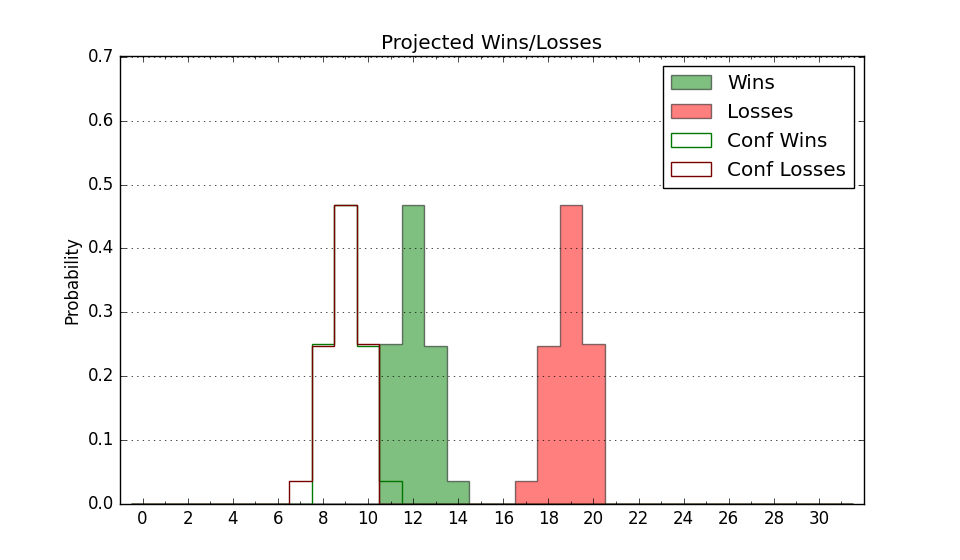 Projected Wins/Losses
0.7
0.6
0.5
0.4
0.3
0.2
0.1
0.0
Probability
Wins
Losses
Conf Wins
Conf Losses
0 2 4 6 8 10 12 14 16 18 20 22 24 26 28 30